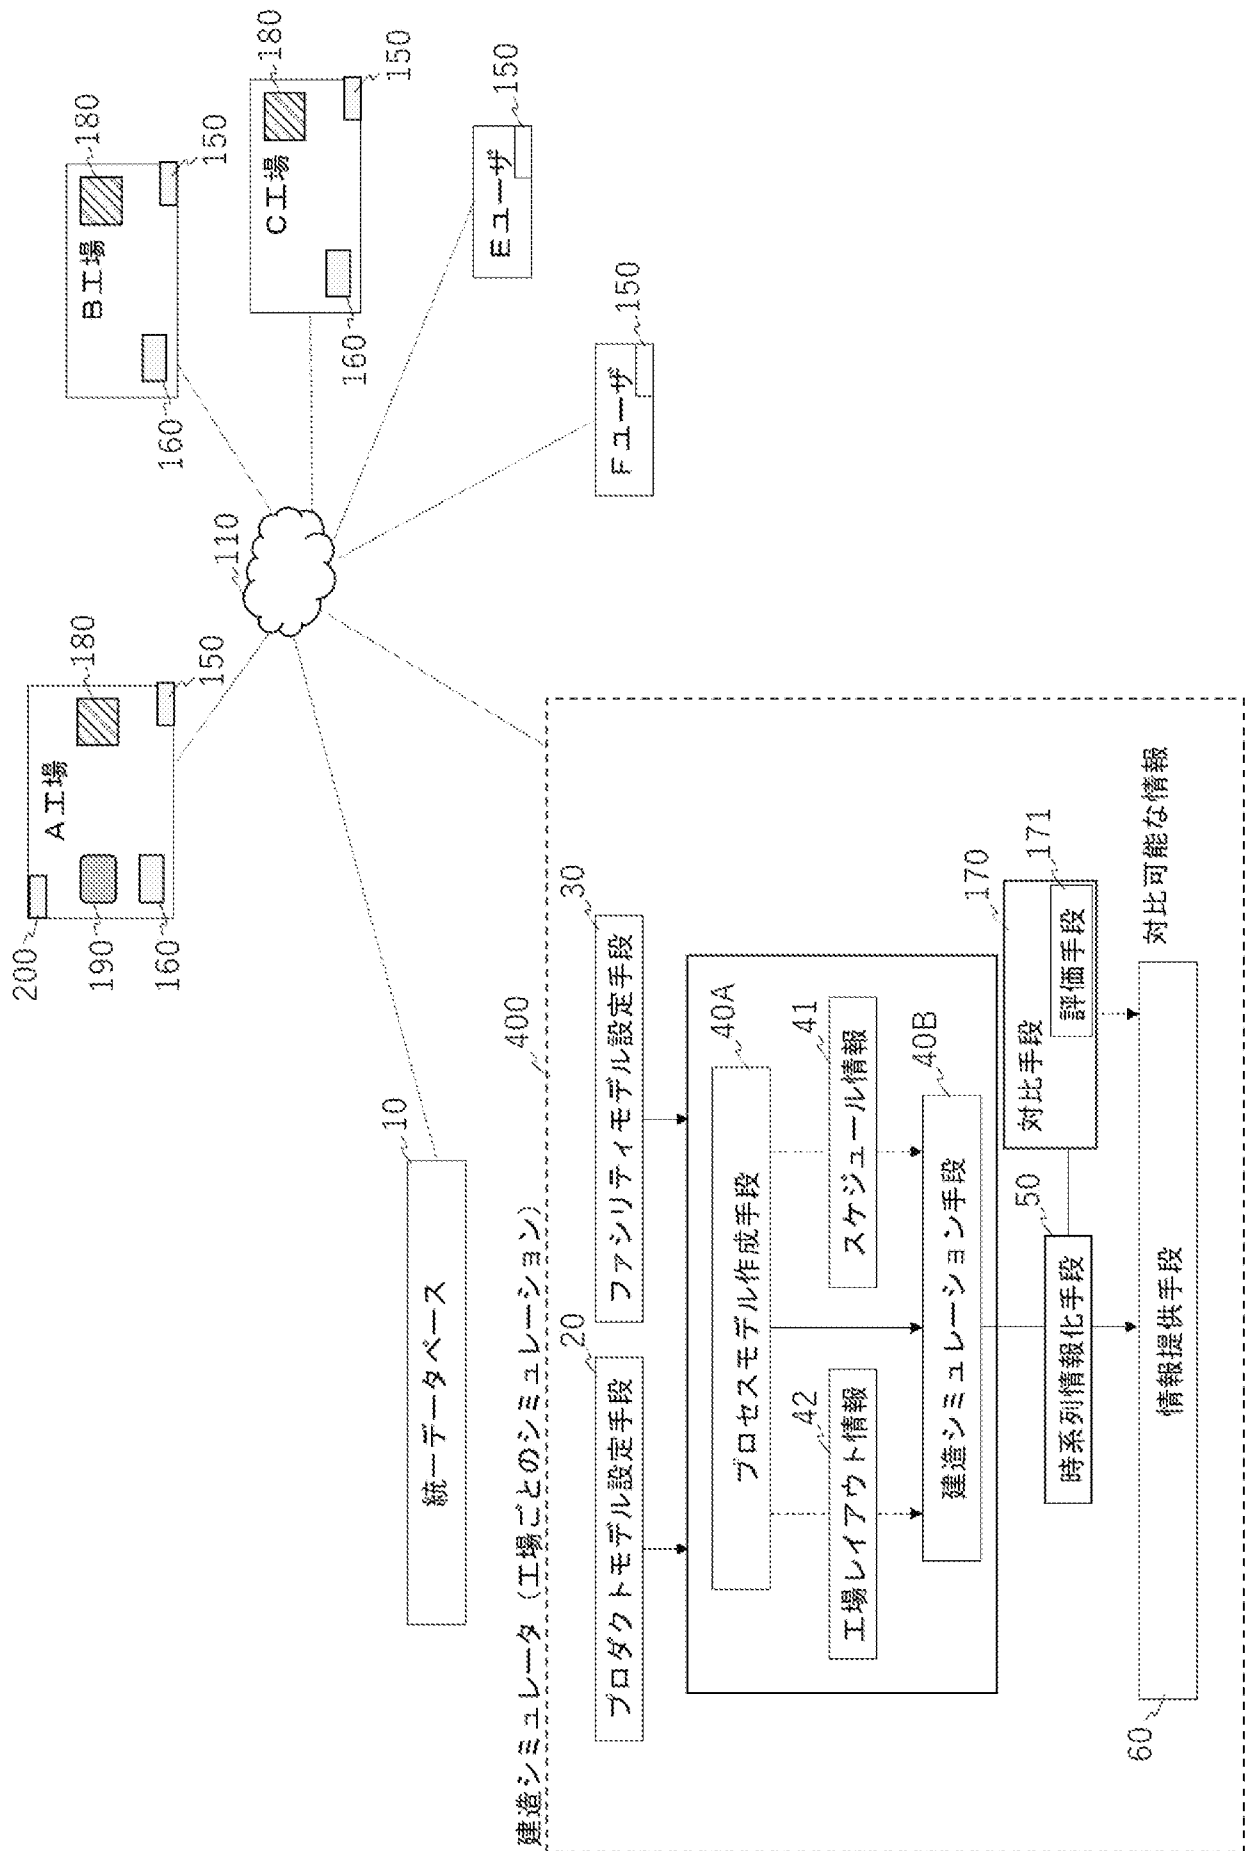 200
190
160
A工場
180
150
B工場
180
150
160
C工場
180
150
160
110
Eユーザ
150
Fユーザ
150
統一データベース
10
建造シミュレータ（工場ごとのシミュレーション）
400
プロダクトモデル設定手段
20
ファシリティモデル設定手段
30
プロセスモデル作成手段
40A
工場レイアウト情報
42
スケジュール情報
41
建造シミュレーション手段
40B
時系列情報化手段
50
対比手段
170
評価手段
171
対比可能な情報
情報提供手段
60